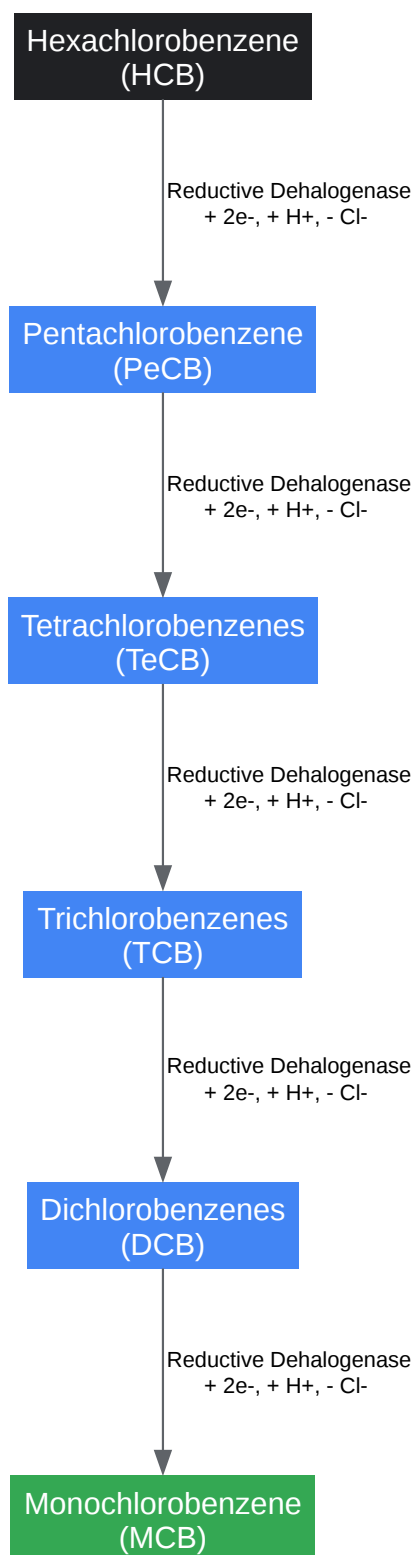 Hexachlorobenzene
(HCB)
Reductive Dehalogenase
+ 2e-, + H+, - Cl-
Pentachlorobenzene
(PeCB)
Reductive Dehalogenase
+ 2e-, + H+, - Cl-
Tetrachlorobenzenes
(TeCB)
Reductive Dehalogenase
+ 2e-, + H+, - Cl-
Trichlorobenzenes
(TCB)
Reductive Dehalogenase
+ 2e-, + H+, - Cl-
Dichlorobenzenes
(DCB)
Reductive Dehalogenase
+ 2e-, + H+, - Cl-
Monochlorobenzene
(MCB)